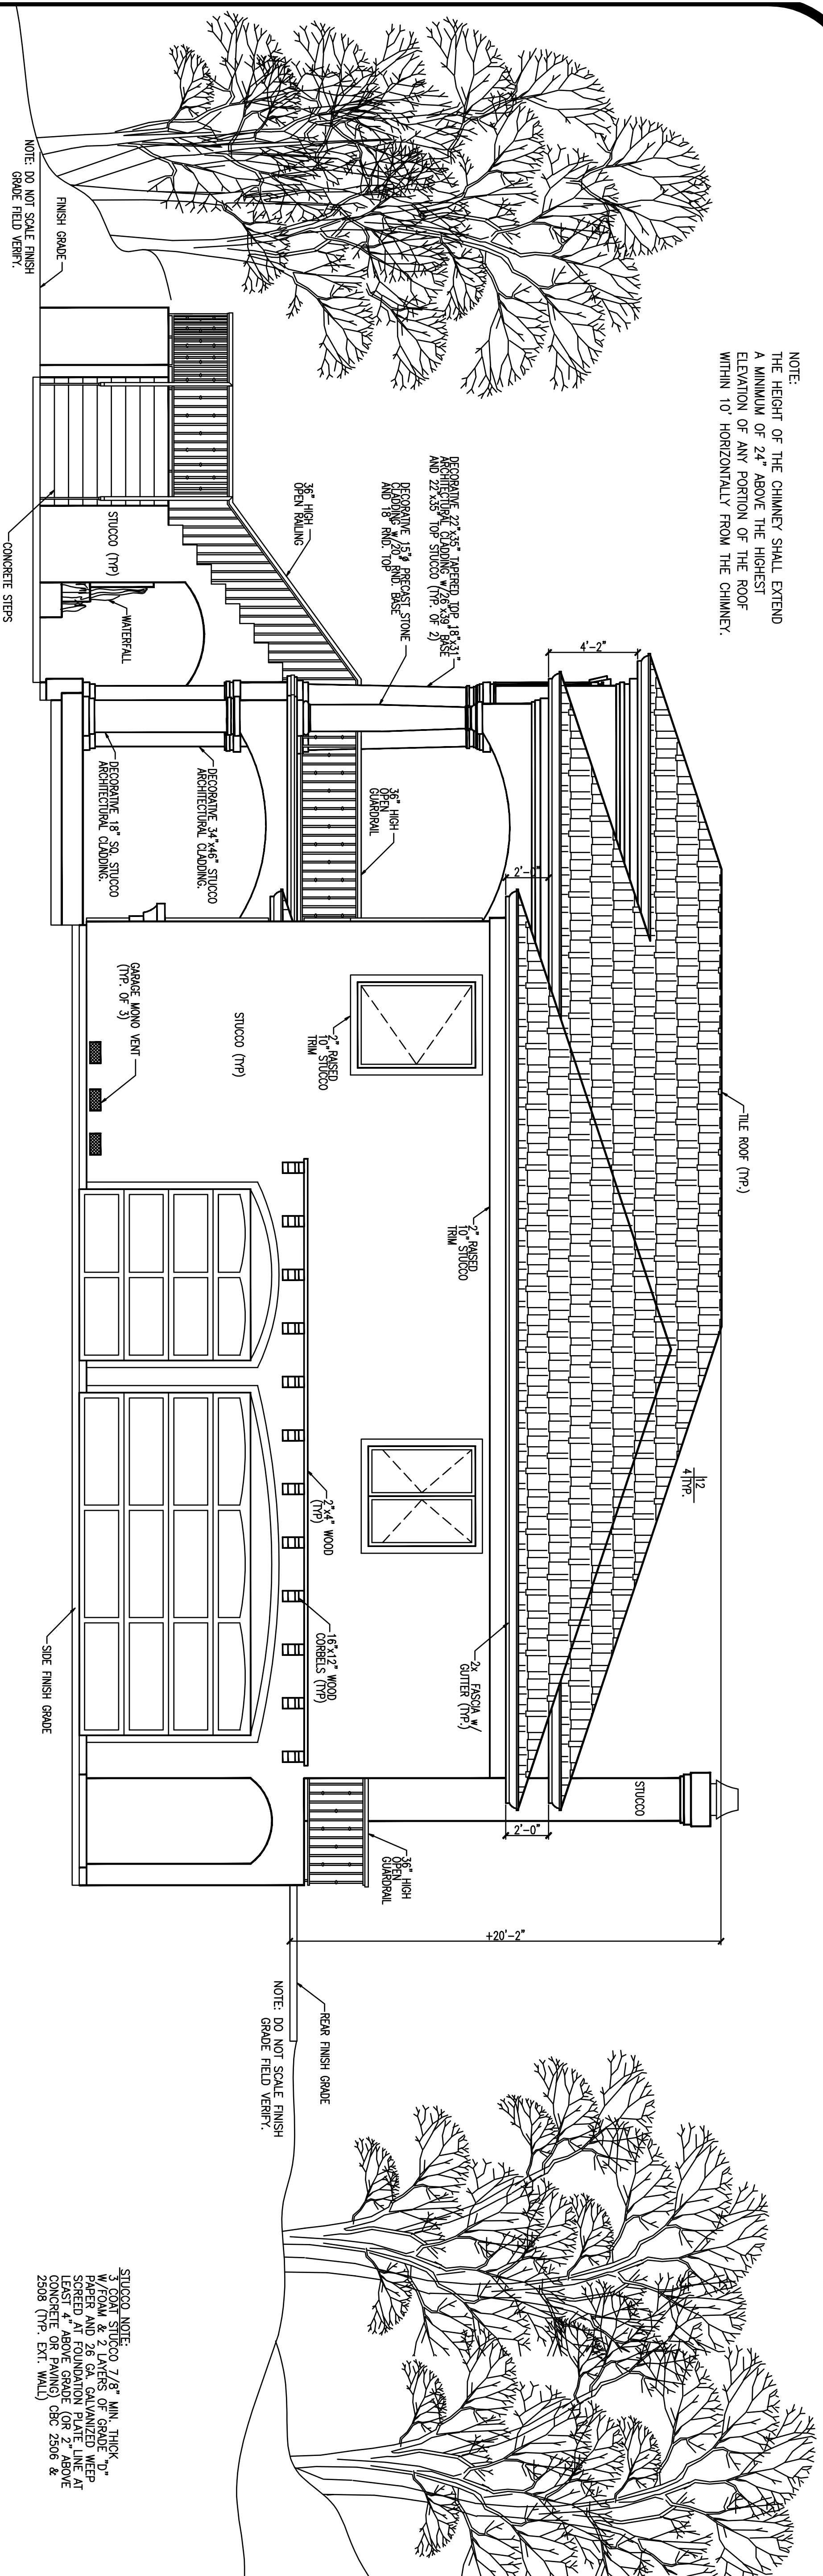 NOTE:
THE HEIGHT OF THE CHIMNEY SHALL EXTEND
A MINIMUM OF 24" ABOVE THE HIGHEST
ELEVATION OF ANY PORTION OF THE ROOF
WITHIN 10' HORIZONTALLY FROM THE CHIMNEY.
TILE ROOF (TYP.)
12
4 TYP.
4'-2"
2'-0"
2'-0"
+20'-2"
STUCCO
DECORATIVE 22"x35" TAPERED TOP 18"x31"
ARCHITECTURAL CLADDING w/26"x39" BASE
AND 22"x35" TOP STUCCO (TYP. OF 2)
DECORATIVE 15"ø PRECAST STONE
CLADDING w/20" RND. BASE
AND 18" RND. TOP
36" HIGH
OPEN RAILING
36" HIGH
OPEN
GUARDRAIL
2" RAISED
10" STUCCO
TRIM
2" RAISED
10" STUCCO
TRIM
2x FASCIA w/
GUTTER (TYP.)
36" HIGH
OPEN
GUARDRAIL
2"x4" WOOD
(TYP)
16"x12" WOOD
CORBELS (TYP)
STUCCO (TYP)
GARAGE MONO VENT
(TYP. OF 3)
DECORATIVE 34"x46" STUCCO
ARCHITECTURAL CLADDING.
DECORATIVE 18" SQ. STUCCO
ARCHITECTURAL CLADDING.
STUCCO (TYP)
WATERFALL
CONCRETE STEPS
FINISH GRADE
NOTE: DO NOT SCALE FINISH
GRADE FIELD VERIFY.
SIDE FINISH GRADE
REAR FINISH GRADE
NOTE: DO NOT SCALE FINISH
GRADE FIELD VERIFY.
STUCCO NOTE:
3 COAT STUCCO 7/8" MIN. THICK
W/FOAM & 2 LAYERS OF GRADE "D"
PAPER AND 26 GA. GALVANIZED WEEP
SCREED AT FOUNDATION PLATE LINE AT
LEAST 4" ABOVE GRADE (OR 2" ABOVE
CONCRETE OR PAVING) CBC 2506 &
2508 (TYP. EXT. WALL)